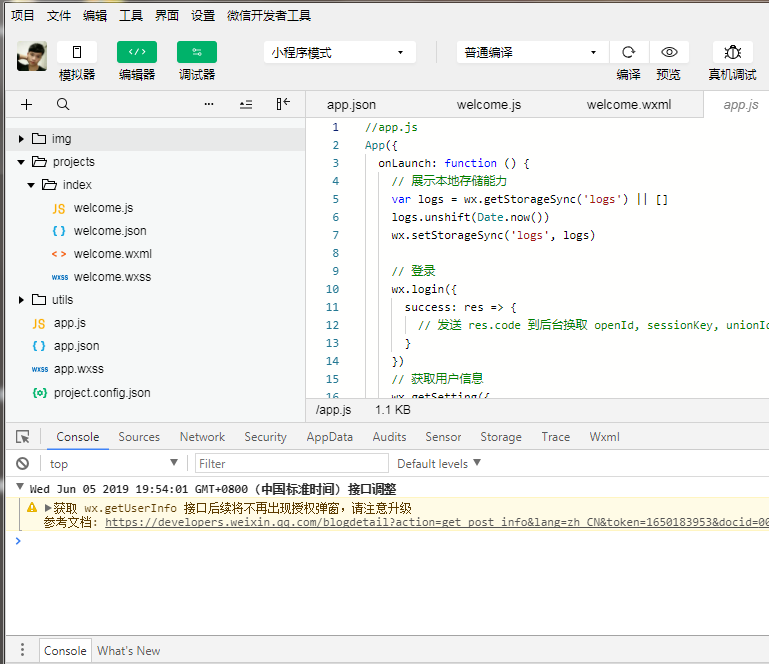 项目 文件 编辑 工具 界面 设置 微信开发者工具
小程序模式 普通编译
模拟器 编辑器 调试器 编译 预览 真机调试
app.json welcome.js welcome.wxml app.js
img
projects
index
JS welcome.js
{ } welcome.json
< > welcome.wxml
wxss welcome.wxss
utils
JS app.js
{ } app.json
wxss app.wxss
{o} project.config.json
1 //app.js
2 App({
3 onLaunch: function () {
4 // 展示本地存储能力
5 var logs = wx.getStorageSync('logs') || []
6 logs.unshift(Date.now())
7 wx.setStorageSync('logs', logs)
8
9 // 登录
10 wx.login({
11 success: res => {
12 // 发送 res.code 到后台换取 openId, sessionKey, unionId
13 }
14 })
15 // 获取用户信息
16 wx.getSetting({
/app.js 1.1 KB
Console Sources Network Security AppData Audits Sensor Storage Trace Wxml
top Filter Default levels
Wed Jun 05 2019 19:54:01 GMT+0800 (中国标准时间) 接口调整
获取 wx.getUserInfo 接口后续将不再出现授权弹窗，请注意升级
参考文档: https://developers.weixin.qq.com/blogdetail?action=get_post_info&lang=zh_CN&token=1650183953&docid=00
>
Console What's New